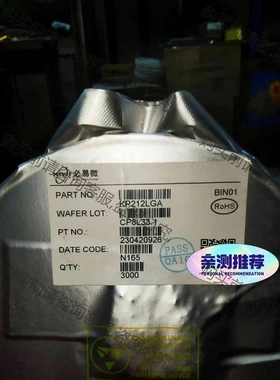 必易微
BIN01
PART NO:
KP212LGA
RoHS
WAFER LOT:
CP8L33.1
PT NO.:
230420926
DATE CODE:
N165
PASS
Q'TY:
3000
亲测推荐
PERSONAL RECOMMENDATION